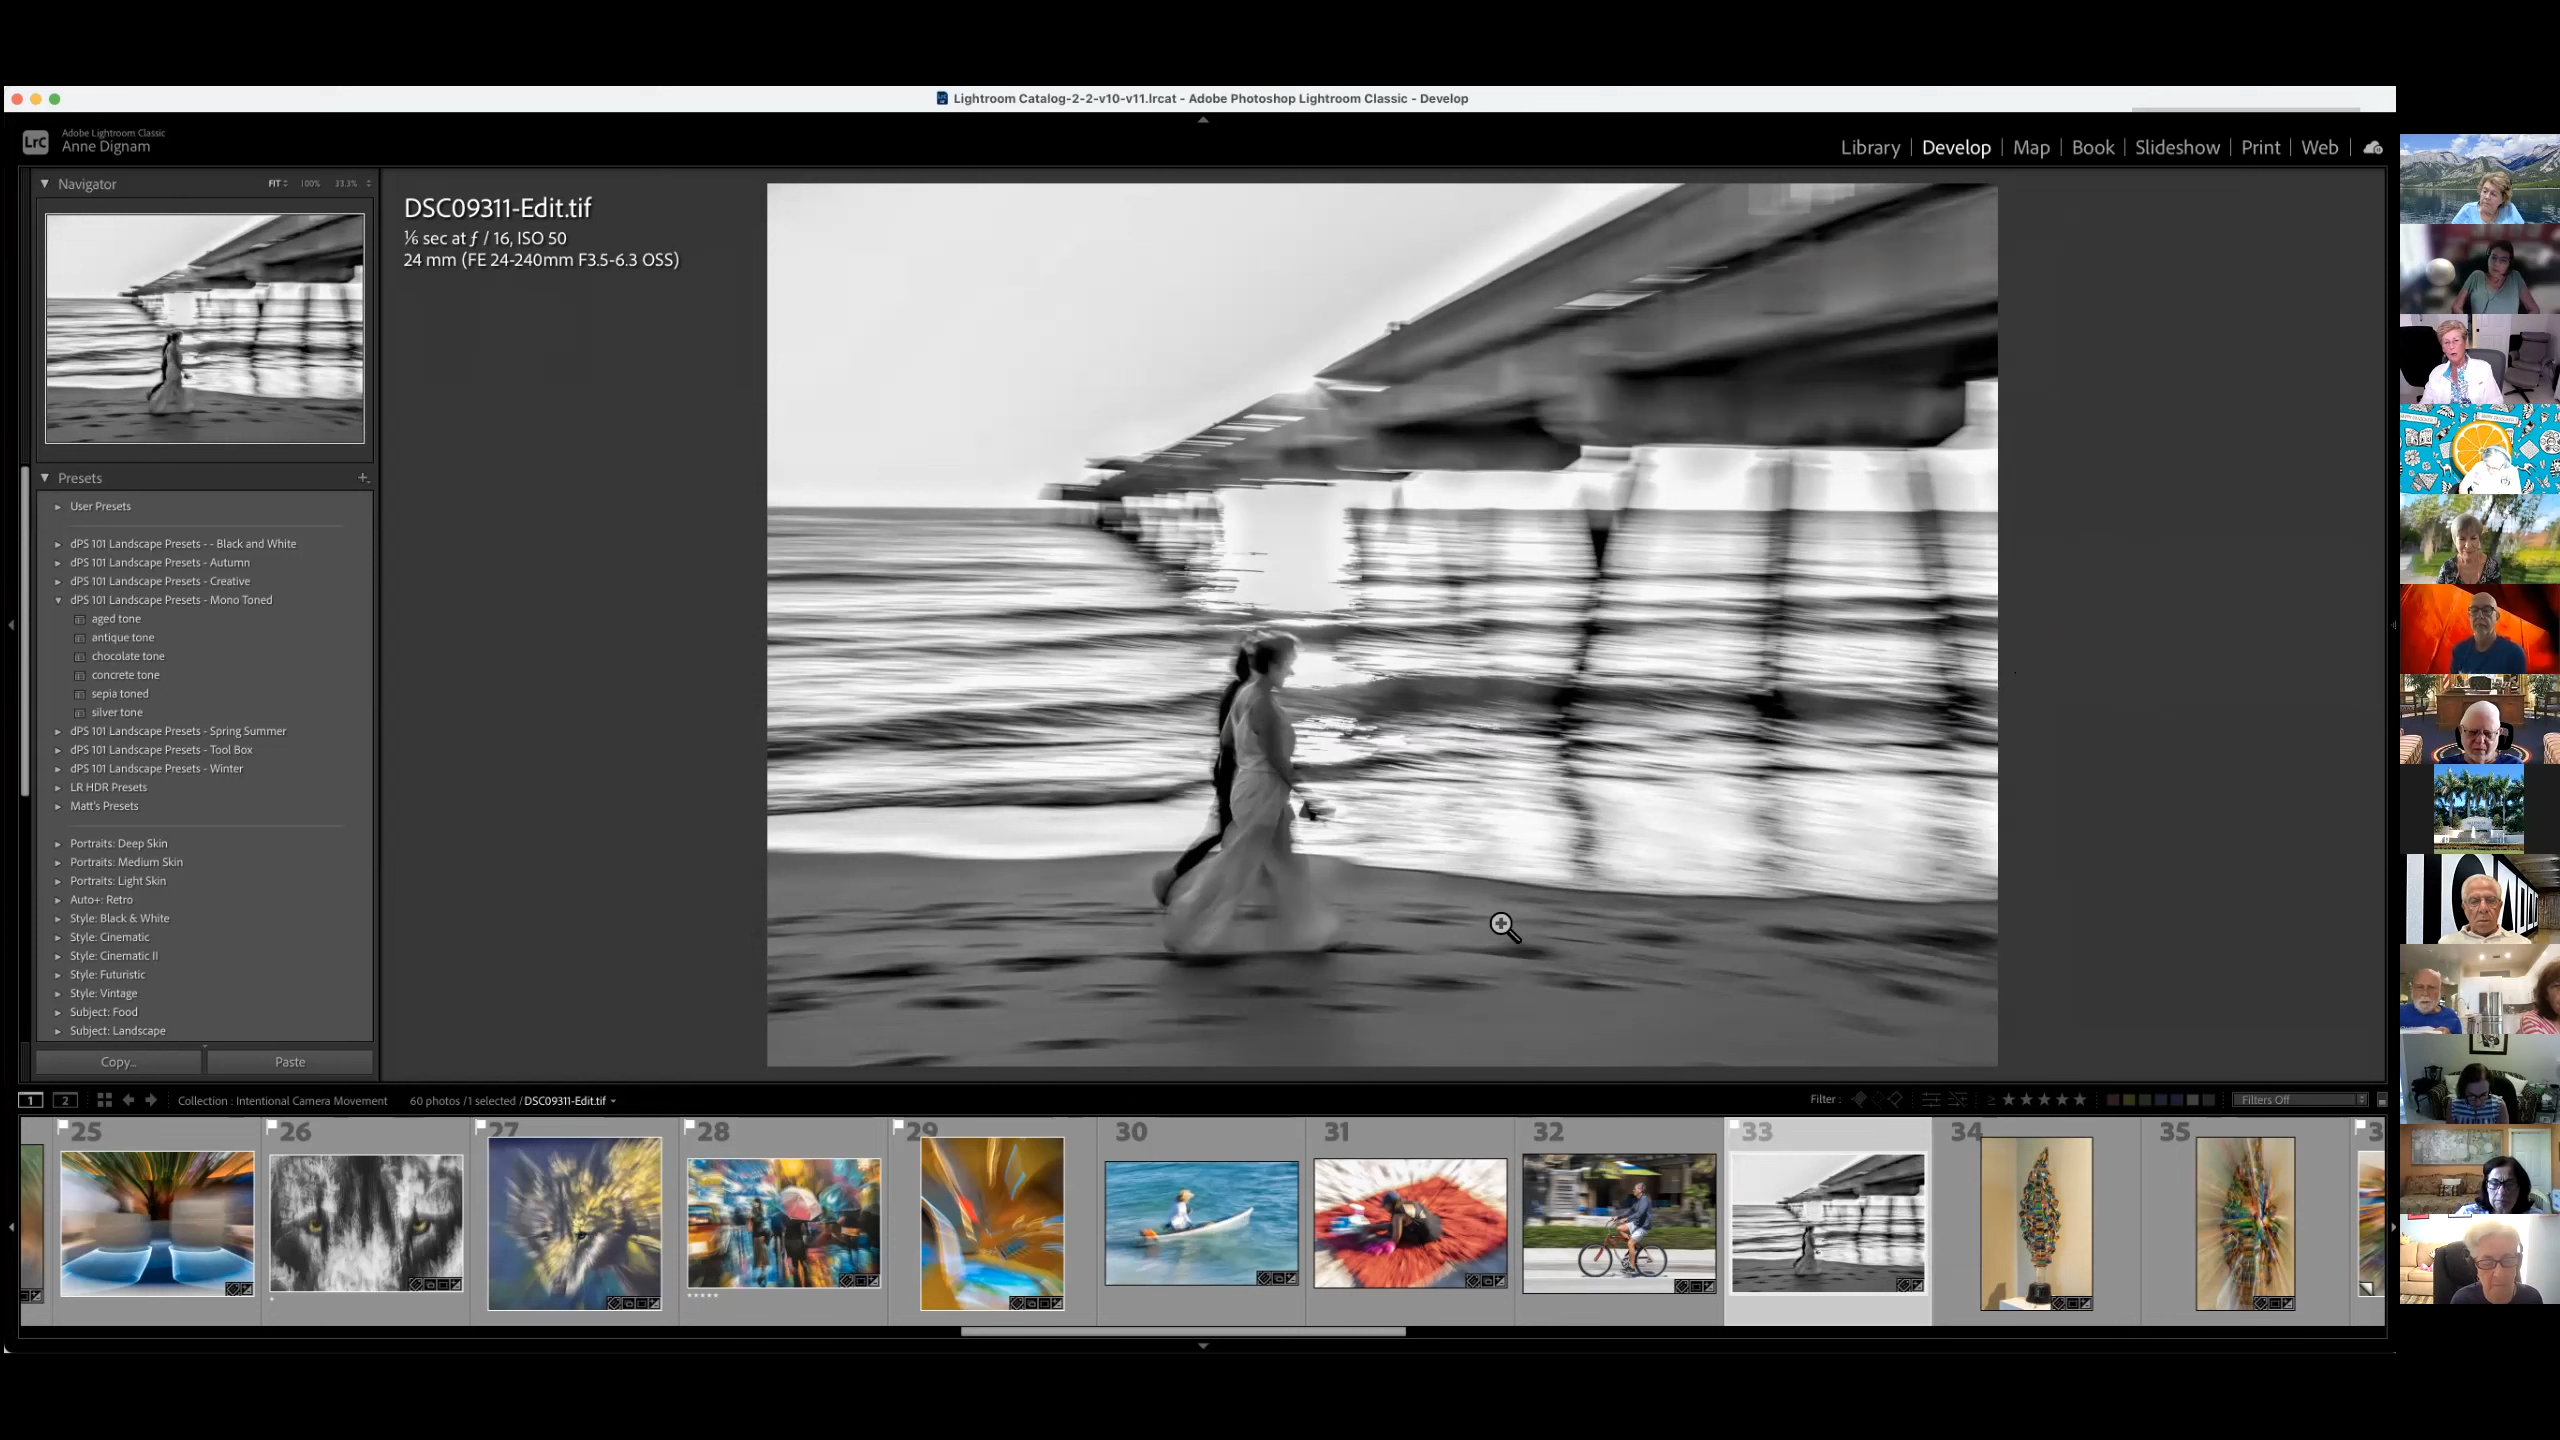 Lightroom Catalog-2-2-v10-v11.lrcat - Adobe Photoshop Lightroom Classic - Develop
LrC
Adobe Lightroom Classic
Anne Dignam
Library | Develop | Map | Book | Slideshow | Print | Web
Navigator
FIT
100%
33.3%
DSC09311-Edit.tif
⅙ sec at ƒ / 16, ISO 50
24 mm (FE 24-240mm F3.5-6.3 OSS)
Presets
User Presets
dPS 101 Landscape Presets - - Black and White
dPS 101 Landscape Presets - Autumn
dPS 101 Landscape Presets - Creative
dPS 101 Landscape Presets - Mono Toned
aged tone
antique tone
chocolate tone
concrete tone
sepia toned
silver tone
dPS 101 Landscape Presets - Spring Summer
dPS 101 Landscape Presets - Tool Box
dPS 101 Landscape Presets - Winter
LR HDR Presets
Matt's Presets
Portraits: Deep Skin
Portraits: Medium Skin
Portraits: Light Skin
Auto+: Retro
Style: Black & White
Style: Cinematic
Style: Cinematic II
Style: Futuristic
Style: Vintage
Subject: Food
Subject: Landscape
Copy...
Paste
1 2
Collection : Intentional Camera Movement
60 photos / 1 selected / DSC09311-Edit.tif
Filter :
Filters Off
25
26
27
28
29
30
31
32
33
34
35
3